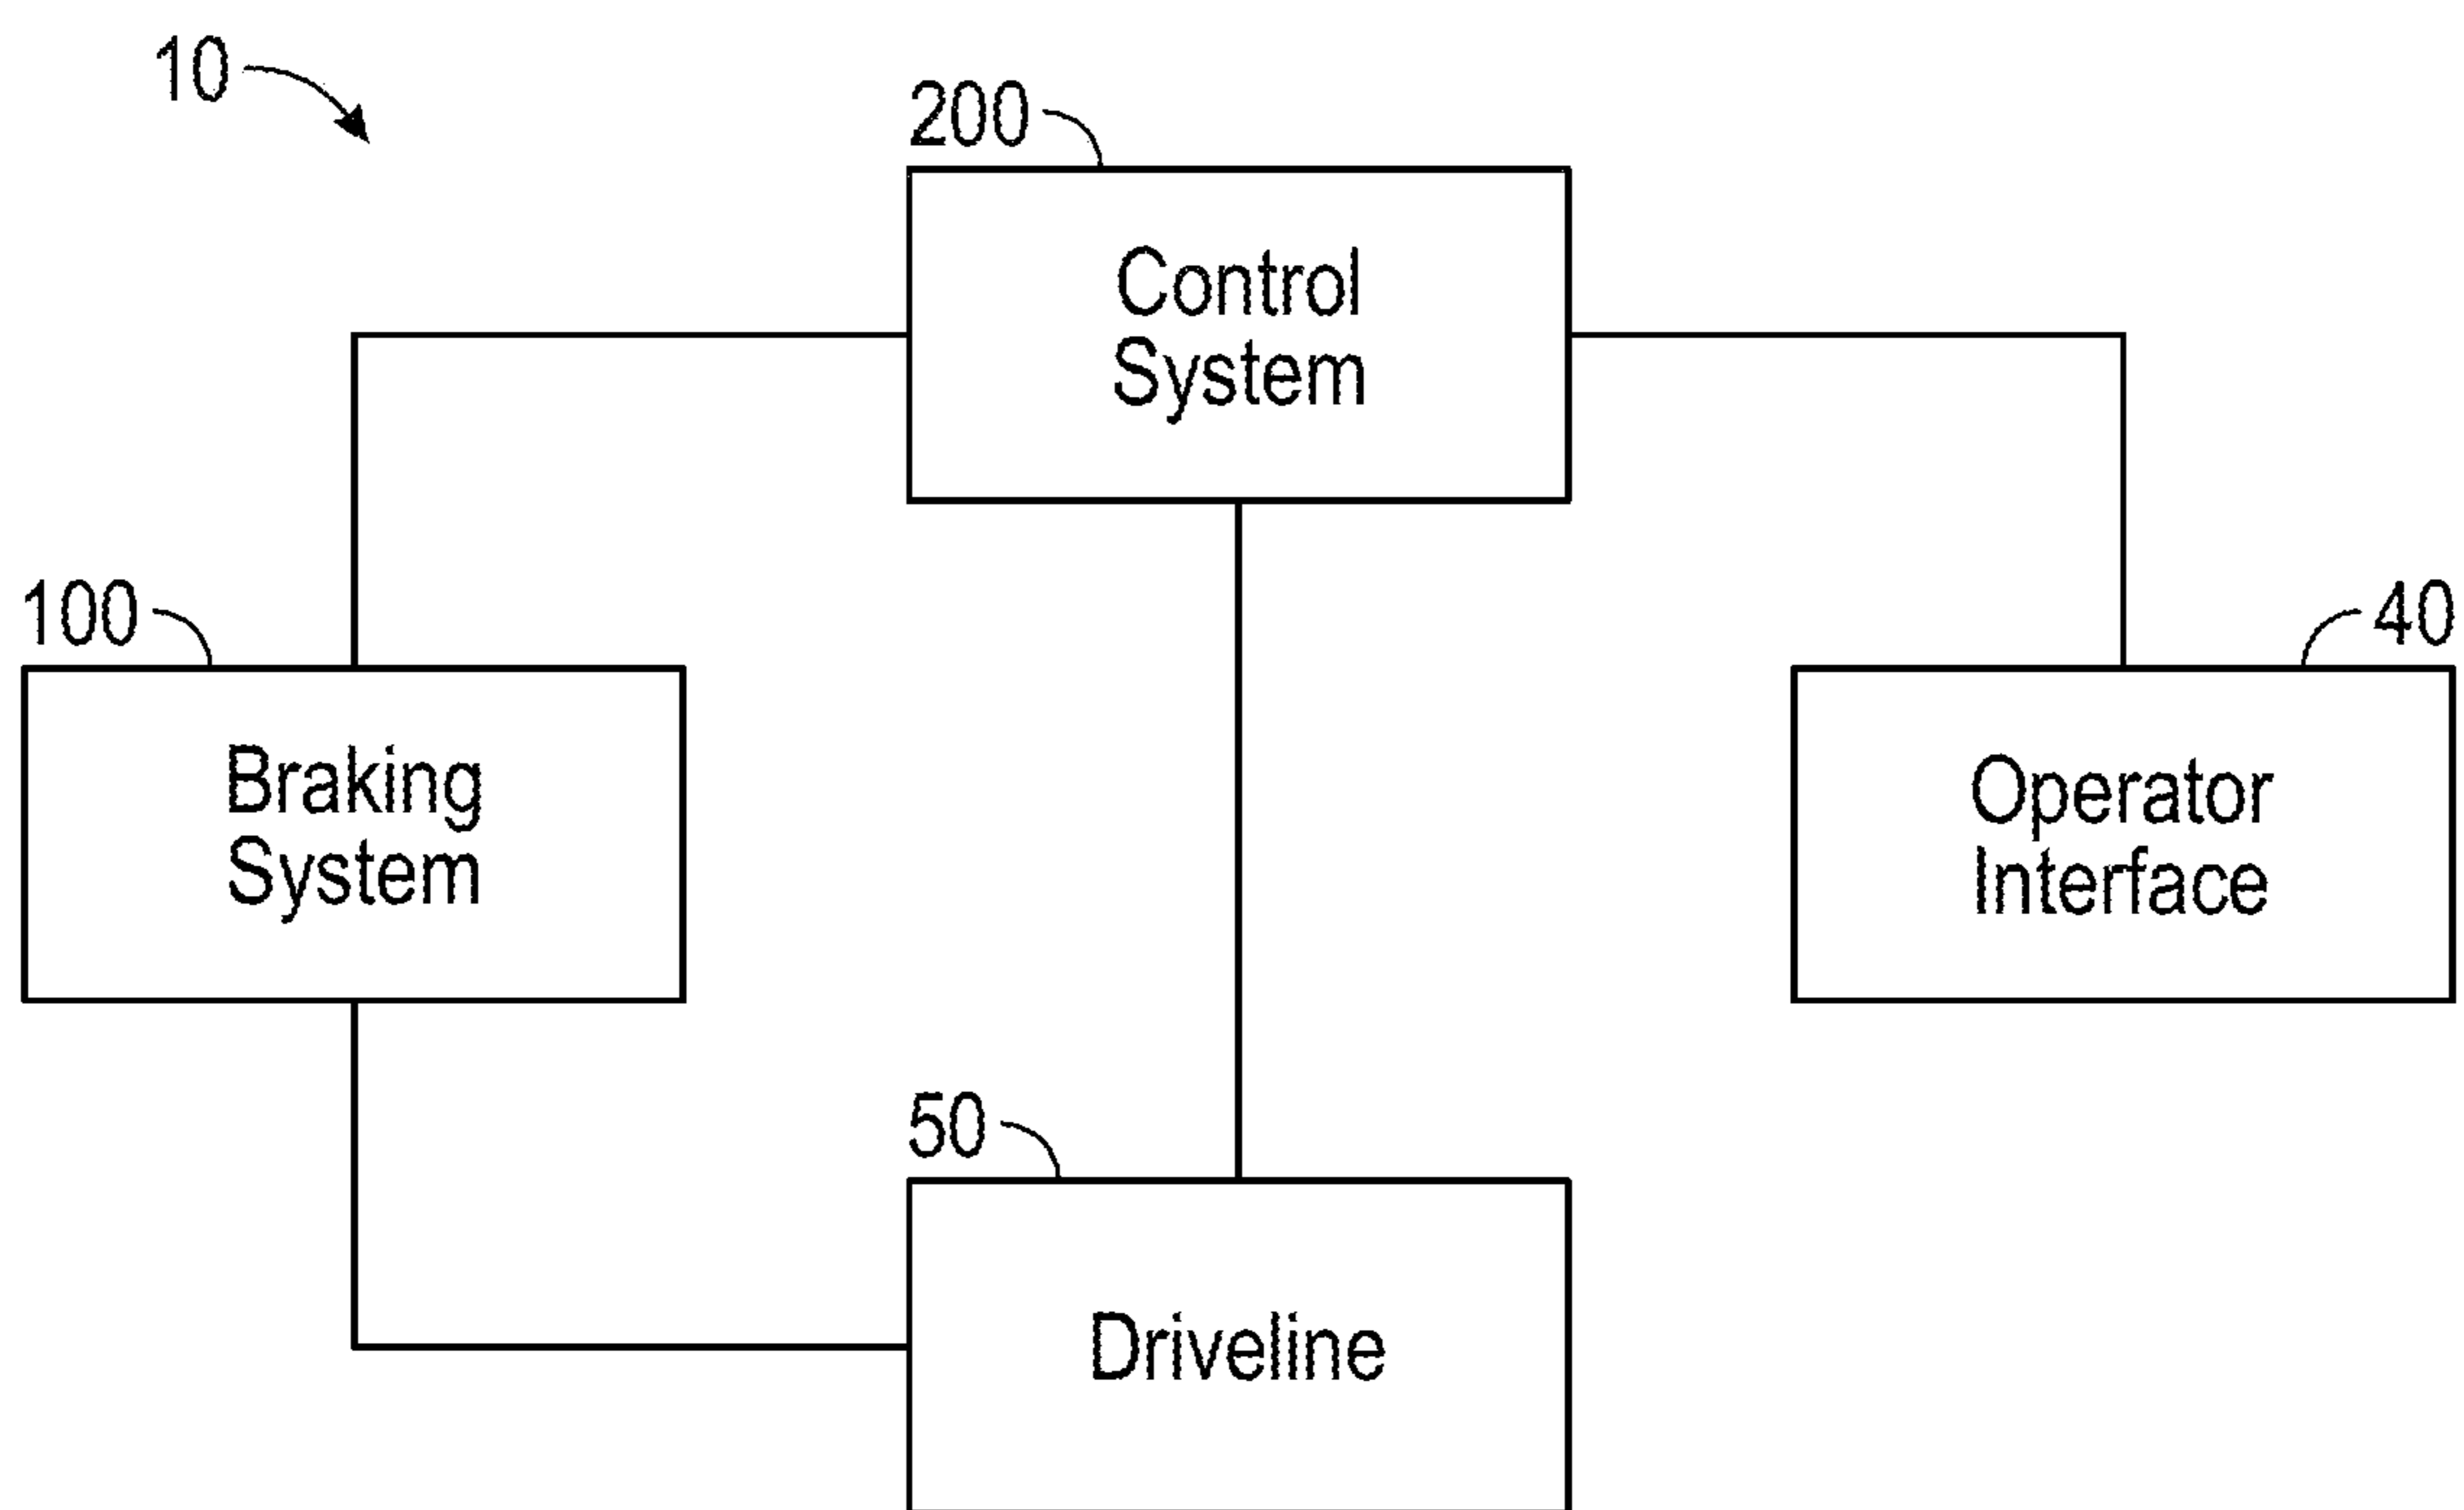 10
200
Control
System
100
40
Braking
System
Operator
Interface
50
Driveline